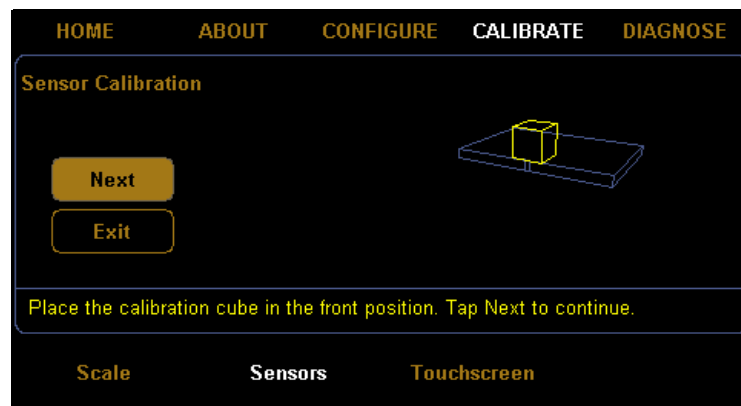 HOME ABOUT CONFIGURE CALIBRATE DIAGNOSE
Sensor Calibration
Next
Exit
Place the calibration cube in the front position. Tap Next to continue.
Scale Sensors Touchscreen